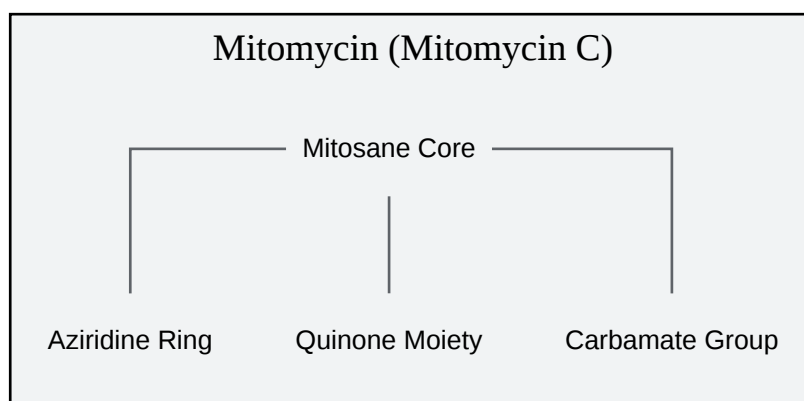 Mitomycin (Mitomycin C)
Mitosane Core
Aziridine Ring
Quinone Moiety
Carbamate Group